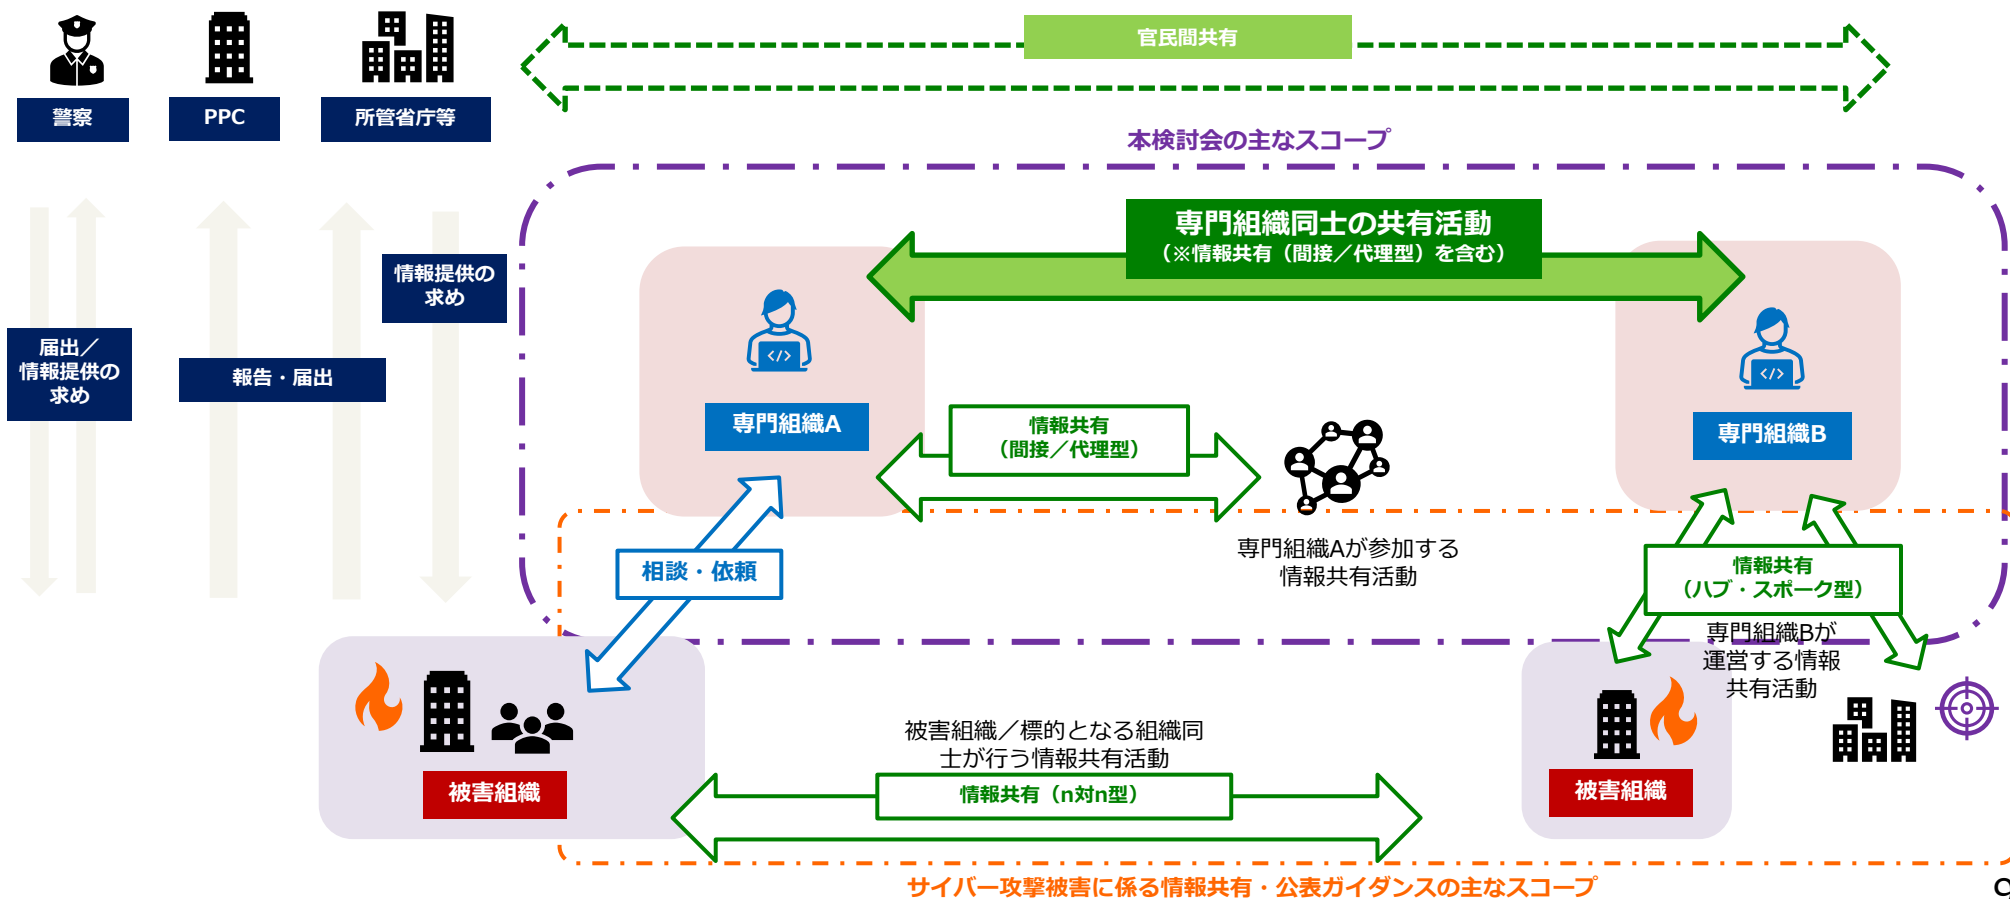 官民間共有
警察
PPC
所管省庁等
本検討会の主なスコープ
専門組織同士の共有活動
（※情報共有（間接／代理型）を含む）
情報提供の
求め
届出／
情報提供の
求め
報告・届出
専門組織A
情報共有
（間接／代理型）
専門組織B
専門組織Aが参加する
情報共有活動
相談・依頼
情報共有
（ハブ・スポーク型）
専門組織Bが
運営する情報
共有活動
被害組織／標的となる組織同
士が行う情報共有活動
情報共有（n対n型）
被害組織
被害組織
サイバー攻撃被害に係る情報共有・公表ガイダンスの主なスコープ